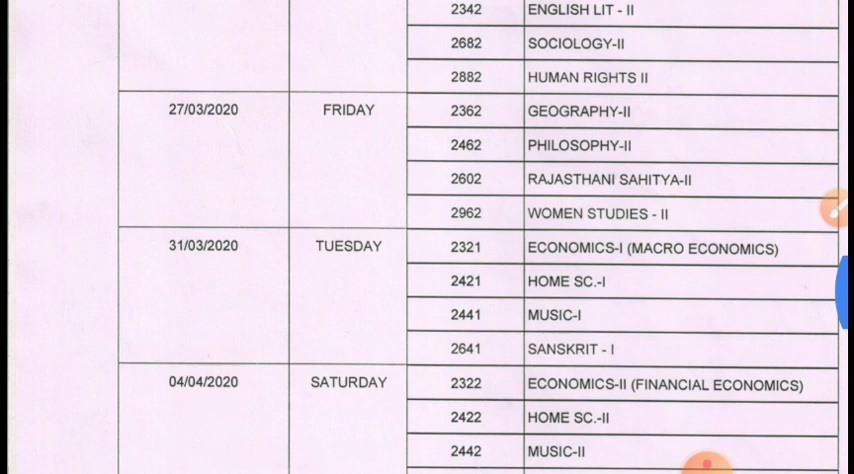 2342 ENGLISH LIT - II
2682 SOCIOLOGY-II
2882 HUMAN RIGHTS II
27/03/2020 FRIDAY 2362 GEOGRAPHY-II
2462 PHILOSOPHY-II
2602 RAJASTHANI SAHITYA-II
2962 WOMEN STUDIES - II
31/03/2020 TUESDAY 2321 ECONOMICS-I (MACRO ECONOMICS)
2421 HOME SC.-I
2441 MUSIC-I
2641 SANSKRIT - I
04/04/2020 SATURDAY 2322 ECONOMICS-II (FINANCIAL ECONOMICS)
2422 HOME SC.-II
2442 MUSIC-II